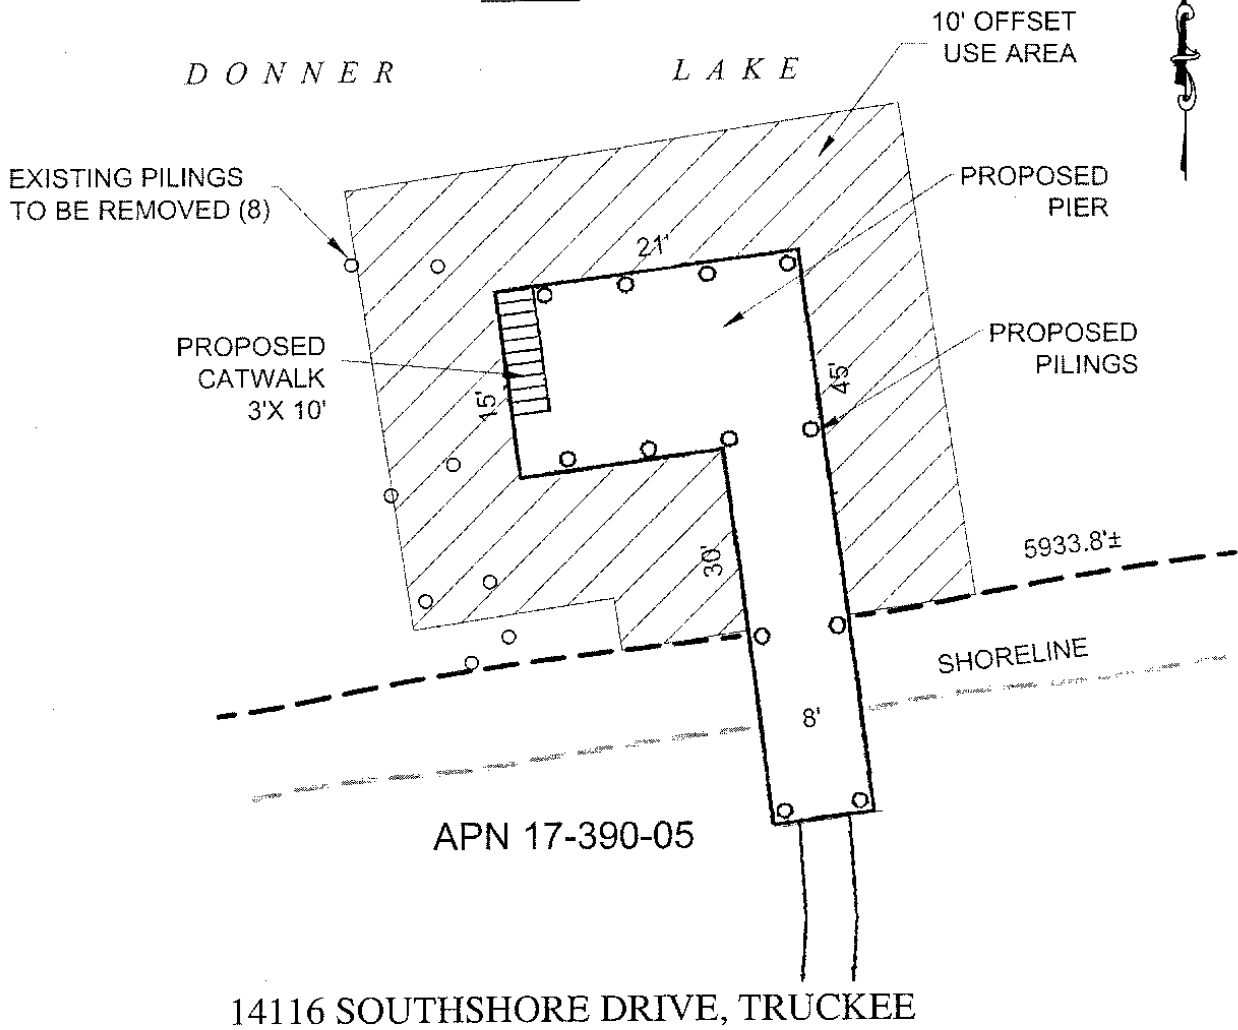 10' OFFSET
USE AREA
DONNER LAKE
EXISTING PILINGS
TO BE REMOVED (8)
PROPOSED
PIER
21'
PROPOSED
CATWALK
3'X 10'
PROPOSED
PILINGS
15'
45'
30'
5933.8'±
SHORELINE
8'
APN 17-390-05
14116 SOUTHSHORE DRIVE, TRUCKEE